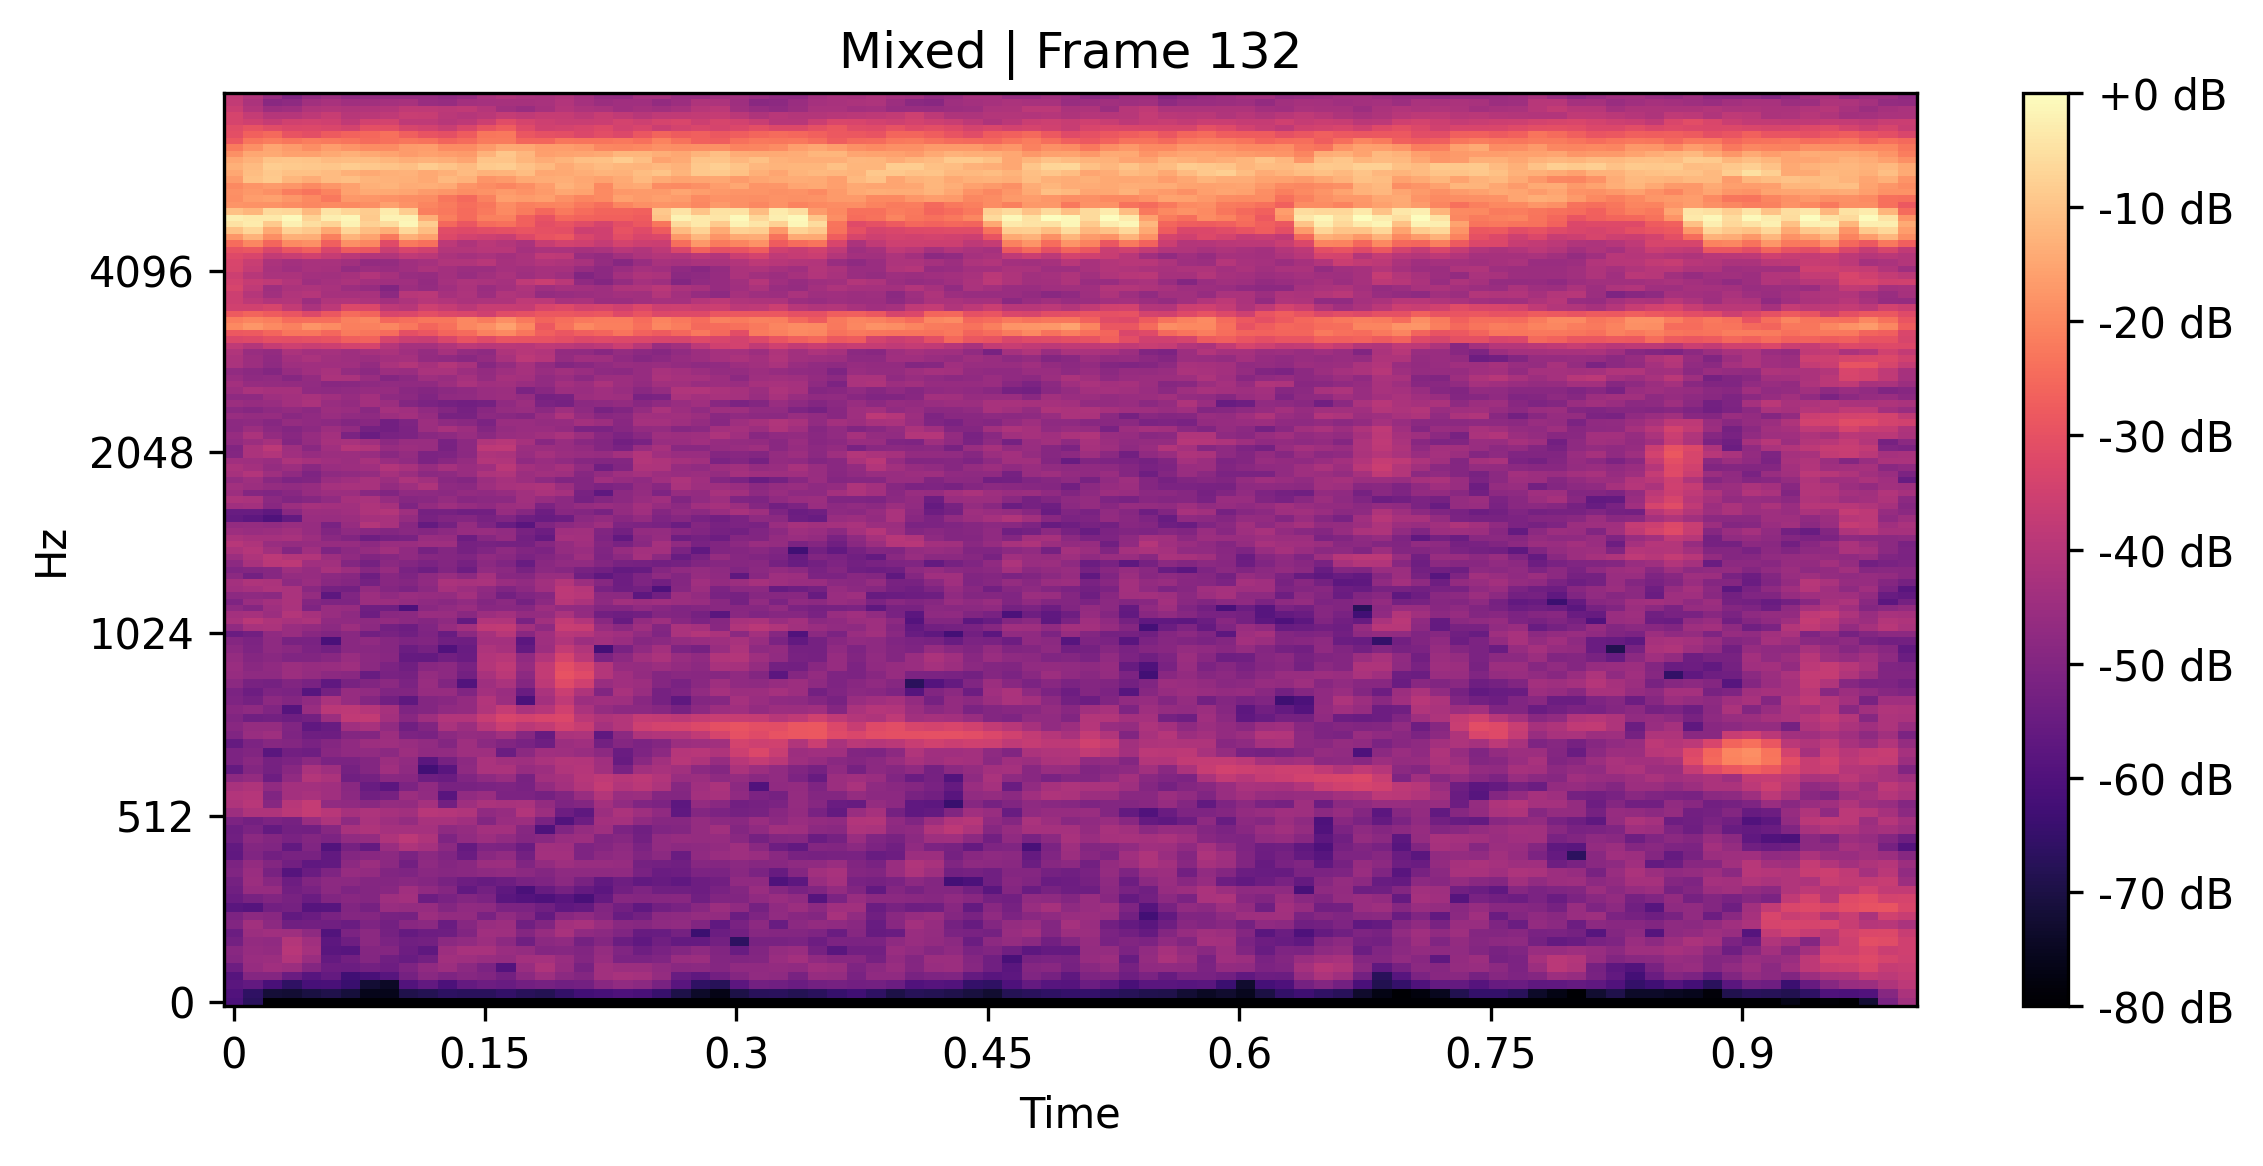 Mixed | Frame 132
+0 dB
-10 dB
-20 dB
-30 dB
-40 dB
-50 dB
-60 dB
-70 dB
-80 dB
Hz
4096
2048
1024
512
0
0 0.15 0.3 0.45 0.6 0.75 0.9
Time